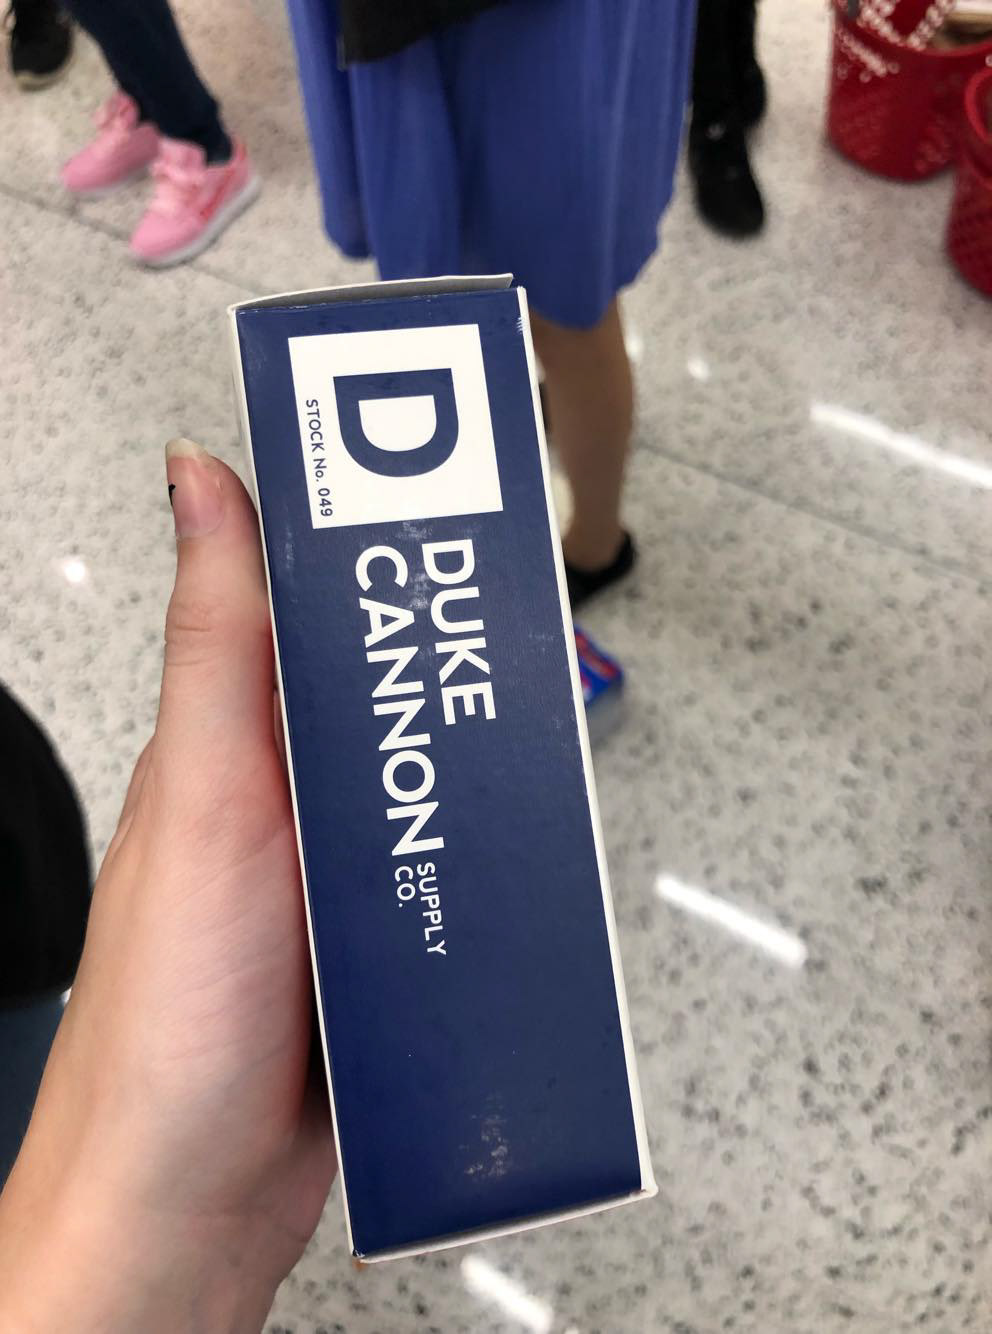 D
STOCK No. 049
DUKE
CANNON
SUPPLY
CO.